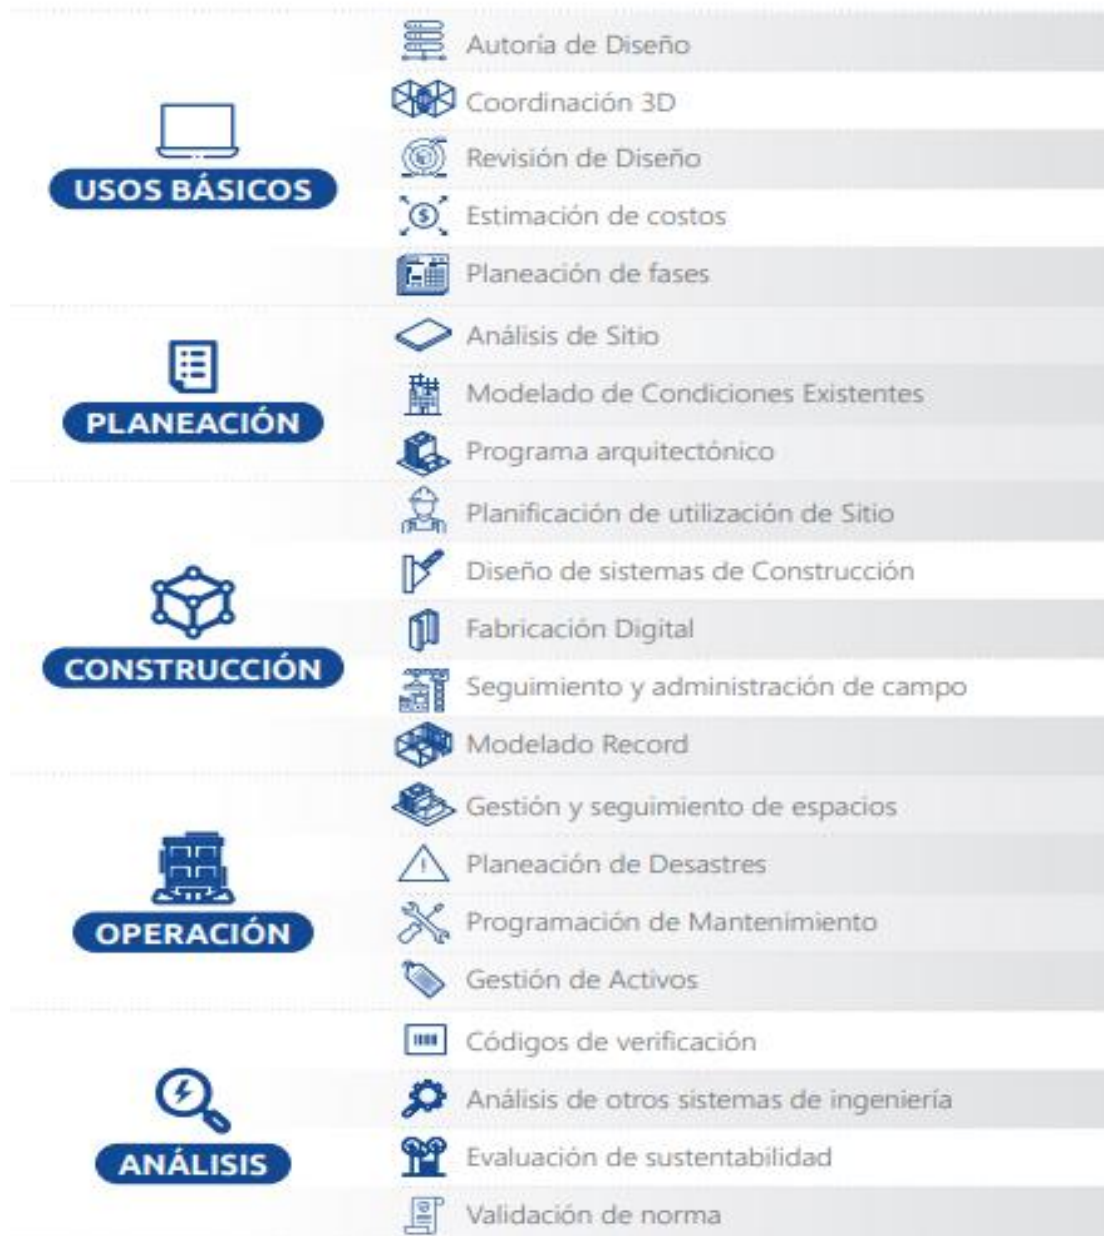 USOS BÁSICOS
Autoría de Diseño
Coordinación 3D
Revisión de Diseño
Estimación de costos
Planeación de fases
PLANEACIÓN
Análisis de Sitio
Modelado de Condiciones Existentes
Programa arquitectónico
CONSTRUCCIÓN
Planificación de utilización de Sitio
Diseño de sistemas de Construcción
Fabricación Digital
Seguimiento y administración de campo
Modelado Record
OPERACIÓN
Gestión y seguimiento de espacios
Planeación de Desastres
Programación de Mantenimiento
Gestión de Activos
ANÁLISIS
Códigos de verificación
Análisis de otros sistemas de ingeniería
Evaluación de sustentabilidad
Validación de norma